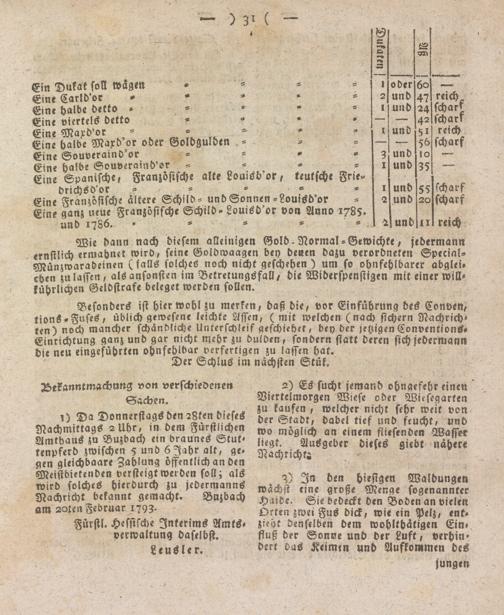 — ) 31 ( —
Dukaten | Aß
Ein Dukat soll wägen 1 oder 60 —
Eine Carld'or 2 und 47 reich
Eine halbe detto 1 und 24 scharf
Eine viertels detto — — 42 scharf
Eine Maxd'or 1 und 51 reich
Eine halbe Maxd'or oder Goldgulden — — 56 scharf
Eine Souveraind'or 3 und 10 —
Eine halbe Souveraind'or 1 und 35 —
Eine Spanische, Französische alte Louisd'or, teutsche Frie-
drichsd'or 1 und 55 scharf
Eine Französische ältere Schild- und Sonnen-Louisd'or 2 und 20 scharf
Eine ganz neue Französische Schild-Louisd'or von Anno 1785.
und 1786. 2 und 11 reich
Wie dann nach diesem alleinigen Gold-Normal-Gewichte, jedermann
ernstlich ermahnet wird, seine Goldwaagen bey denen dazu verordneten Special-
Münzwardeinen (falls solches noch nicht geschehen) um so ohnfehlbarer abglei-
chen zu lassen, als ansonsten im Betretungsfall, die Widerspenstigen mit einer will-
kührlichen Geldstrafe beleget werden sollen.
Besonders ist hier wohl zu merken, daß die, vor Einführung des Conven-
tions-Fuses, üblich gewesene leichte Assen, (mit welchen (nach sichern Nachrich-
ten) noch mancher schändliche Unterschleif geschiehet, bey der jetzigen Conventions-
Einrichtung ganz und gar nicht mehr zu dulden, sondern statt deren sich jedermann
die neu eingeführten ohnfehlbar verfertigen zu lassen hat.
Der Schlus im nächsten Stük.
Bekanntmachung von verschiedenen
Sachen.
1) Da Donnerstags den 28ten dieses
Nachmittags 2 Uhr, in dem Fürstlichen
Amthaus zu Buzbach ein braunes Stut-
tenpferd zwischen 5 und 6 Jahr alt, ge-
gen gleichbaare Zahlung öffentlich an den
Meistbietenden versteigt werden soll; als
wird solches hierdurch zu jedermanns
Nachricht bekannt gemacht. Buzbach
am 20ten Februar 1793.
Fürstl. Hessische Interims Amts-
verwaltung daselbst.
Leusler.
2) Es sucht jemand ohngefehr einen
Viertelmorgen Wiese oder Wiesegarten
zu kaufen, welcher nicht sehr weit von
der Stadt, dabei tief und feucht, und
wo möglich an einem fliesenden Wasser
liegt. Ausgeber dieses giebt nähere
Nachricht.
3) In den hiesigen Waldungen
wächst eine große Menge sogenannter
Haide. Sie bedeckt den Boden an vielen
Orten zwei Fus dick, wie ein Pelz, ent-
zieht denselben dem wohlthätigen Ein-
fluß der Sonne und der Luft, verhin-
dert das Keimen und Aufkommen des
jungen